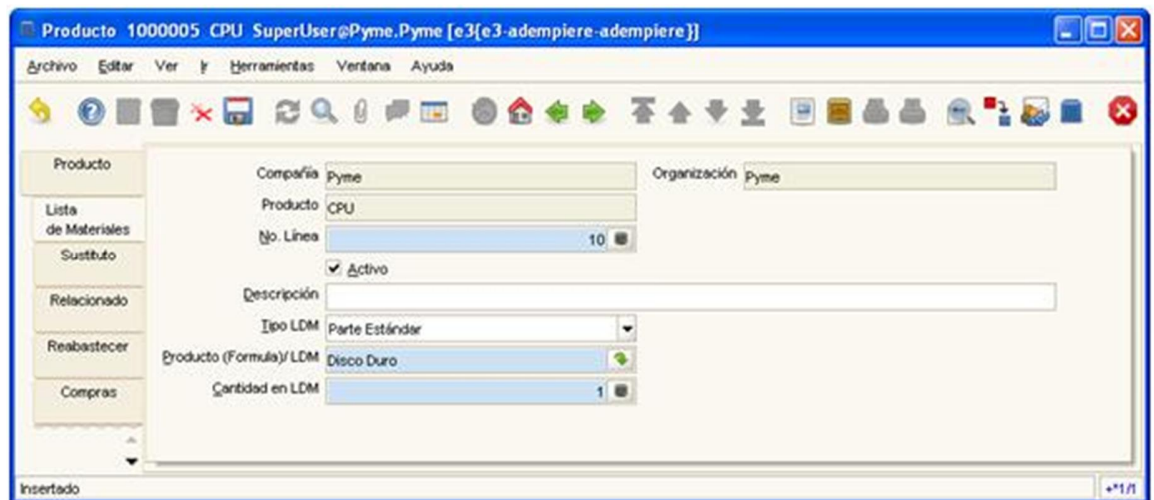 Producto 1000005 CPU SuperUser@Pyme.Pyme [e3{e3-adempiere-adempiere}]
Archivo Editar Ver Ir Herramientas Ventana Ayuda
Producto
Lista
de Materiales
Sustituto
Relacionado
Reabastecer
Compras
Compañía Pyme Organización Pyme
Producto CPU
No. Línea 10
Activo
Descripción
Tipo LDM Parte Estándar
Producto (Formula)/ LDM Disco Duro
Cantidad en LDM 1
Insertado +*1/1